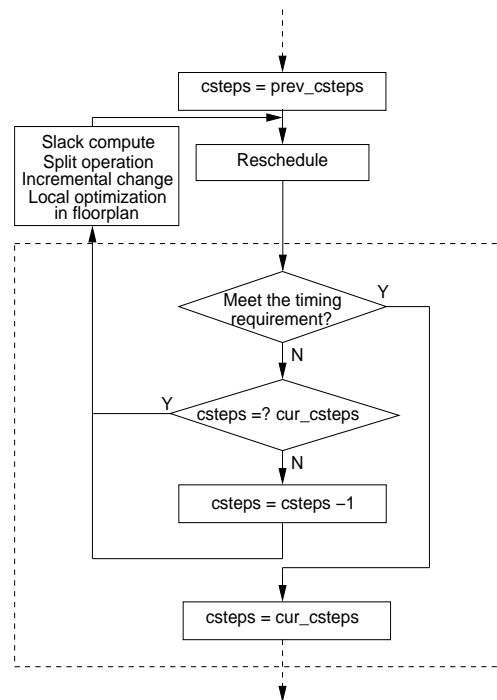 csteps = prev_csteps
Slack compute
Split operation
Incremental change
Local optimization
in floorplan
Reschedule
Meet the timing
requirement?
Y
N
Y
csteps =? cur_csteps
N
csteps = csteps −1
csteps = cur_csteps